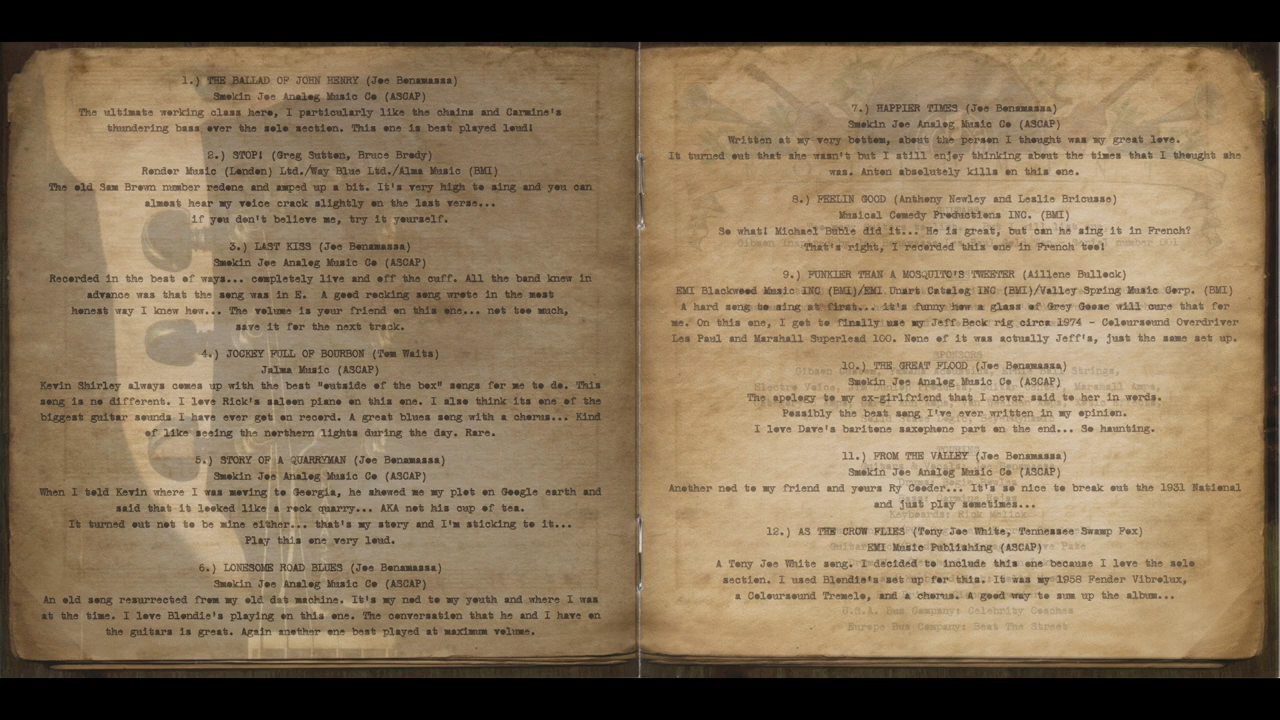 1.) THE BALLAD OF JOHN HENRY (Joe Bonamassa)
Smokin Joe Analog Music Co (ASCAP)
The ultimate working class hero, I particularly like the chains and Carmine's
thundering bass over the solo section. This one is best played loud!
2.) STOP! (Greg Sutton, Bruce Brody)
Rondor Music (London) Ltd./Way Blue Ltd./Alma Music (BMI)
The old Sam Brown number redone and amped up a bit. It's very high to sing and you can
almost hear my voice crack slightly on the last verse...
if you don't believe me, try it yourself.
3.) LAST KISS (Joe Bonamassa)
Smokin Joe Analog Music Co (ASCAP)
Recorded in the best of ways... completely live and off the cuff. All the band knew in
advance was that the song was in E. A good rocking song wrote in the most
honest way I knew how... The volume is your friend on this one... not too much,
save it for the next track.
4.) JOCKEY FULL OF BOURBON (Tom Waits)
Jalma Music (ASCAP)
Kevin Shirley always comes up with the best "outside of the box" songs for me to do. This
song is no different. I love Rick's saloon piano on this one. I also think its one of the
biggest guitar sounds I have ever got on record. A great blues song with a chorus... Kind
of like seeing the northern lights during the day. Rare.
5.) STORY OF A QUARRYMAN (Joe Bonamassa)
Smokin Joe Analog Music Co (ASCAP)
When I told Kevin where I was moving to Georgia, he showed me my plot on Google earth and
said that it looked like a rock quarry... AKA not his cup of tea.
It turned out not to be mine either... that's my story and I'm sticking to it...
Play this one very loud.
6.) LONESOME ROAD BLUES (Joe Bonamassa)
Smokin Joe Analog Music Co (ASCAP)
An old song resurrected from my old dat machine. It's my nod to my youth and where I was
at the time. I love Blondie's playing on this one. The conversation that he and I have on
the guitars is great. Again another one best played at maximum volume.
7.) HAPPIER TIMES (Joe Bonamassa)
Smokin Joe Analog Music Co (ASCAP)
Written at my very bottom, about the person I thought was my great love.
It turned out that she wasn't but I still enjoy thinking about the times that I thought she
was. Anton absolutely kills on this one.
8.) FEELIN GOOD (Anthony Newley and Leslie Bricusse)
Musical Comedy Productions INC. (BMI)
So what! Michael Buble did it... He is great, but can he sing it in French?
That's right, I recorded this one in French too!
9.) FUNKIER THAN A MOSQUITO'S TWEETER (Aillene Bullock)
EMI Blackwood Music INC (BMI)/EMI Unart Catalog INC (BMI)/Valley Spring Music Corp. (BMI)
A hard song to sing at first... it's funny how a glass of Grey Goose will cure that for
me. On this one, I got to finally use my Jeff Beck rig circa 1974 - Coloursound Overdriver
Les Paul and Marshall Superlead 100. None of it was actually Jeff's, just the same set up.
SPONSORS
10.) THE GREAT FLOOD (Joe Bonamassa)
Smokin Joe Analog Music Co (ASCAP)
The apology to my ex-girlfriend that I never said to her in words.
Possibly the best song I've ever written in my opinion.
I love Dave's baritone saxophone part on the end... So haunting.
11.) FROM THE VALLEY (Joe Bonamassa)
Smokin Joe Analog Music Co (ASCAP)
Another nod to my friend and yours Ry Cooder... It's so nice to break out the 1931 National
and just play sometimes...
Keyboards: Rick Melick
12.) AS THE CROW FLIES (Tony Joe White, Tennessee Swamp Fox)
EMI Music Publishing (ASCAP)
A Tony Joe White song. I decided to include this one because I love the solo
section. I used Blondie's set up for this. It was my 1958 Fender Vibrolux,
a Coloursound Tremolo, and a chorus. A good way to sum up the album...
U.S.A. Bus Company: Celebrity Coaches
Europe Bus Company: Beat The Street